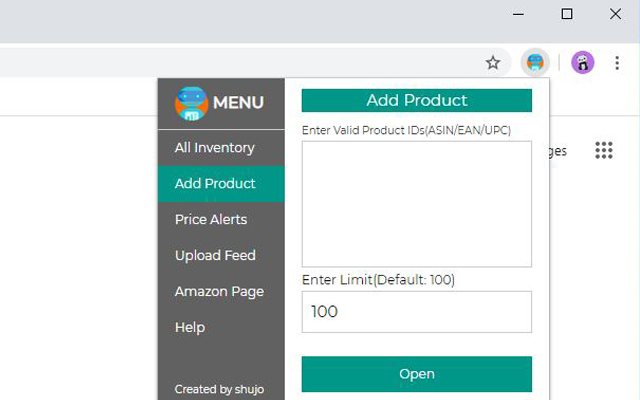 MENU
All Inventory
Add Product
Price Alerts
Upload Feed
Amazon Page
Help
Created by shujo
Add Product
Enter Valid Product IDs(ASIN/EAN/UPC)
Enter Limit(Default: 100)
100
Open